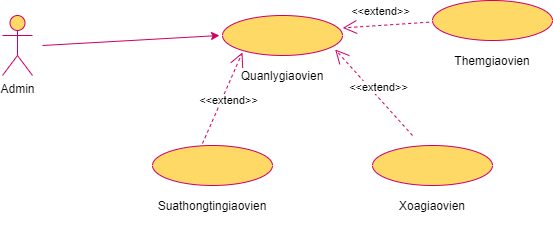 <<extend>>
Themgiaovien
Admin
Quanlygiaovien
<<extend>>
<<extend>>
Suathongtingiaovien
Xoagiaovien